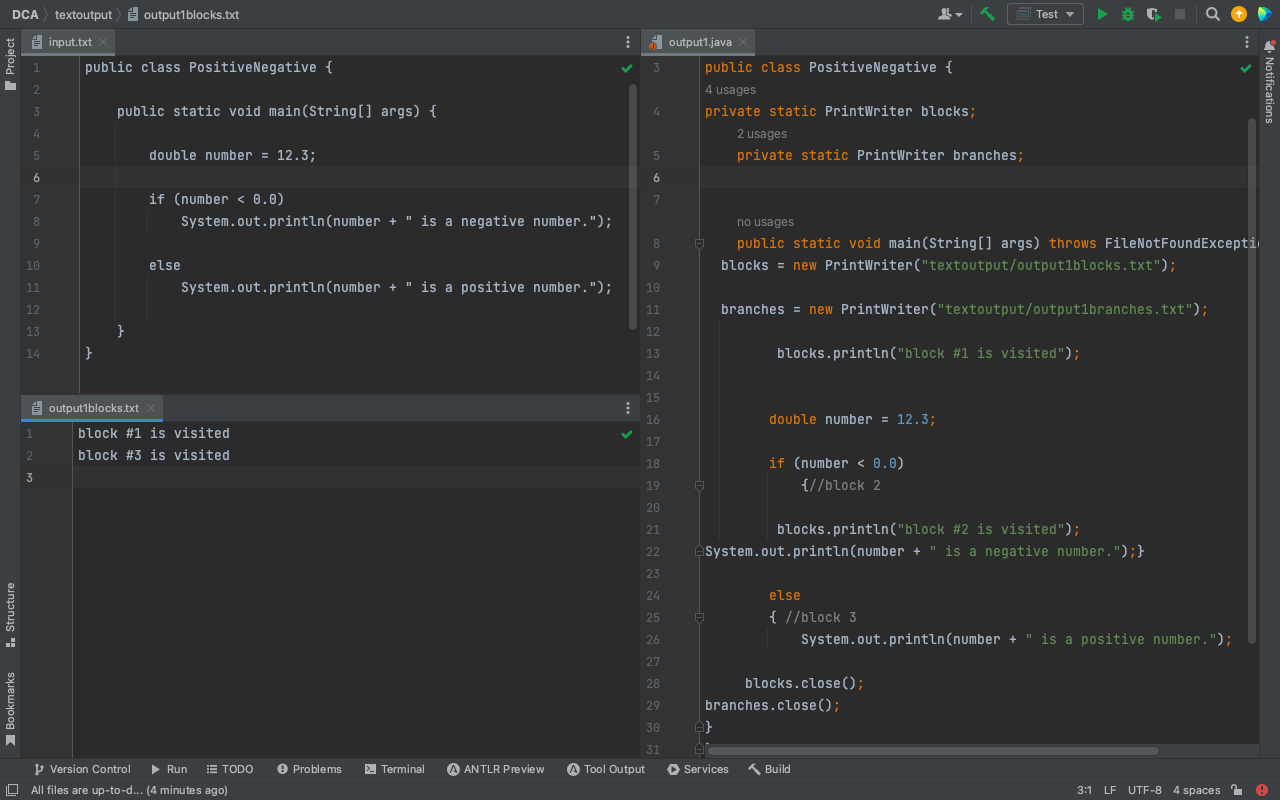 DCA textoutput output1blocks.txt
Test
Project
Structure
Bookmarks
input.txt
1 public class PositiveNegative {
2
3 public static void main(String[] args) {
4
5 double number = 12.3;
6
7 if (number < 0.0)
8 System.out.println(number + " is a negative number.");
9
10 else
11 System.out.println(number + " is a positive number.");
12
13 }
14 }
output1blocks.txt
1 block #1 is visited
2 block #3 is visited
3
output1.java
3 public class PositiveNegative {
4 usages
4 private static PrintWriter blocks;
2 usages
5 private static PrintWriter branches;
6
7
no usages
8 public static void main(String[] args) throws FileNotFoundExceptio
9 blocks = new PrintWriter("textoutput/output1blocks.txt");
10
11 branches = new PrintWriter("textoutput/output1branches.txt");
12
13 blocks.println("block #1 is visited");
14
15
16 double number = 12.3;
17
18 if (number < 0.0)
19 {//block 2
20
21 blocks.println("block #2 is visited");
22 System.out.println(number + " is a negative number.");}
23
24 else
25 { //block 3
26 System.out.println(number + " is a positive number.");
27
28 blocks.close();
29 branches.close();
30 }
31
Notifications
Version Control Run TODO Problems Terminal ANTLR Preview Tool Output Services Build
All files are up-to-d... (4 minutes ago) 3:1 LF UTF-8 4 spaces